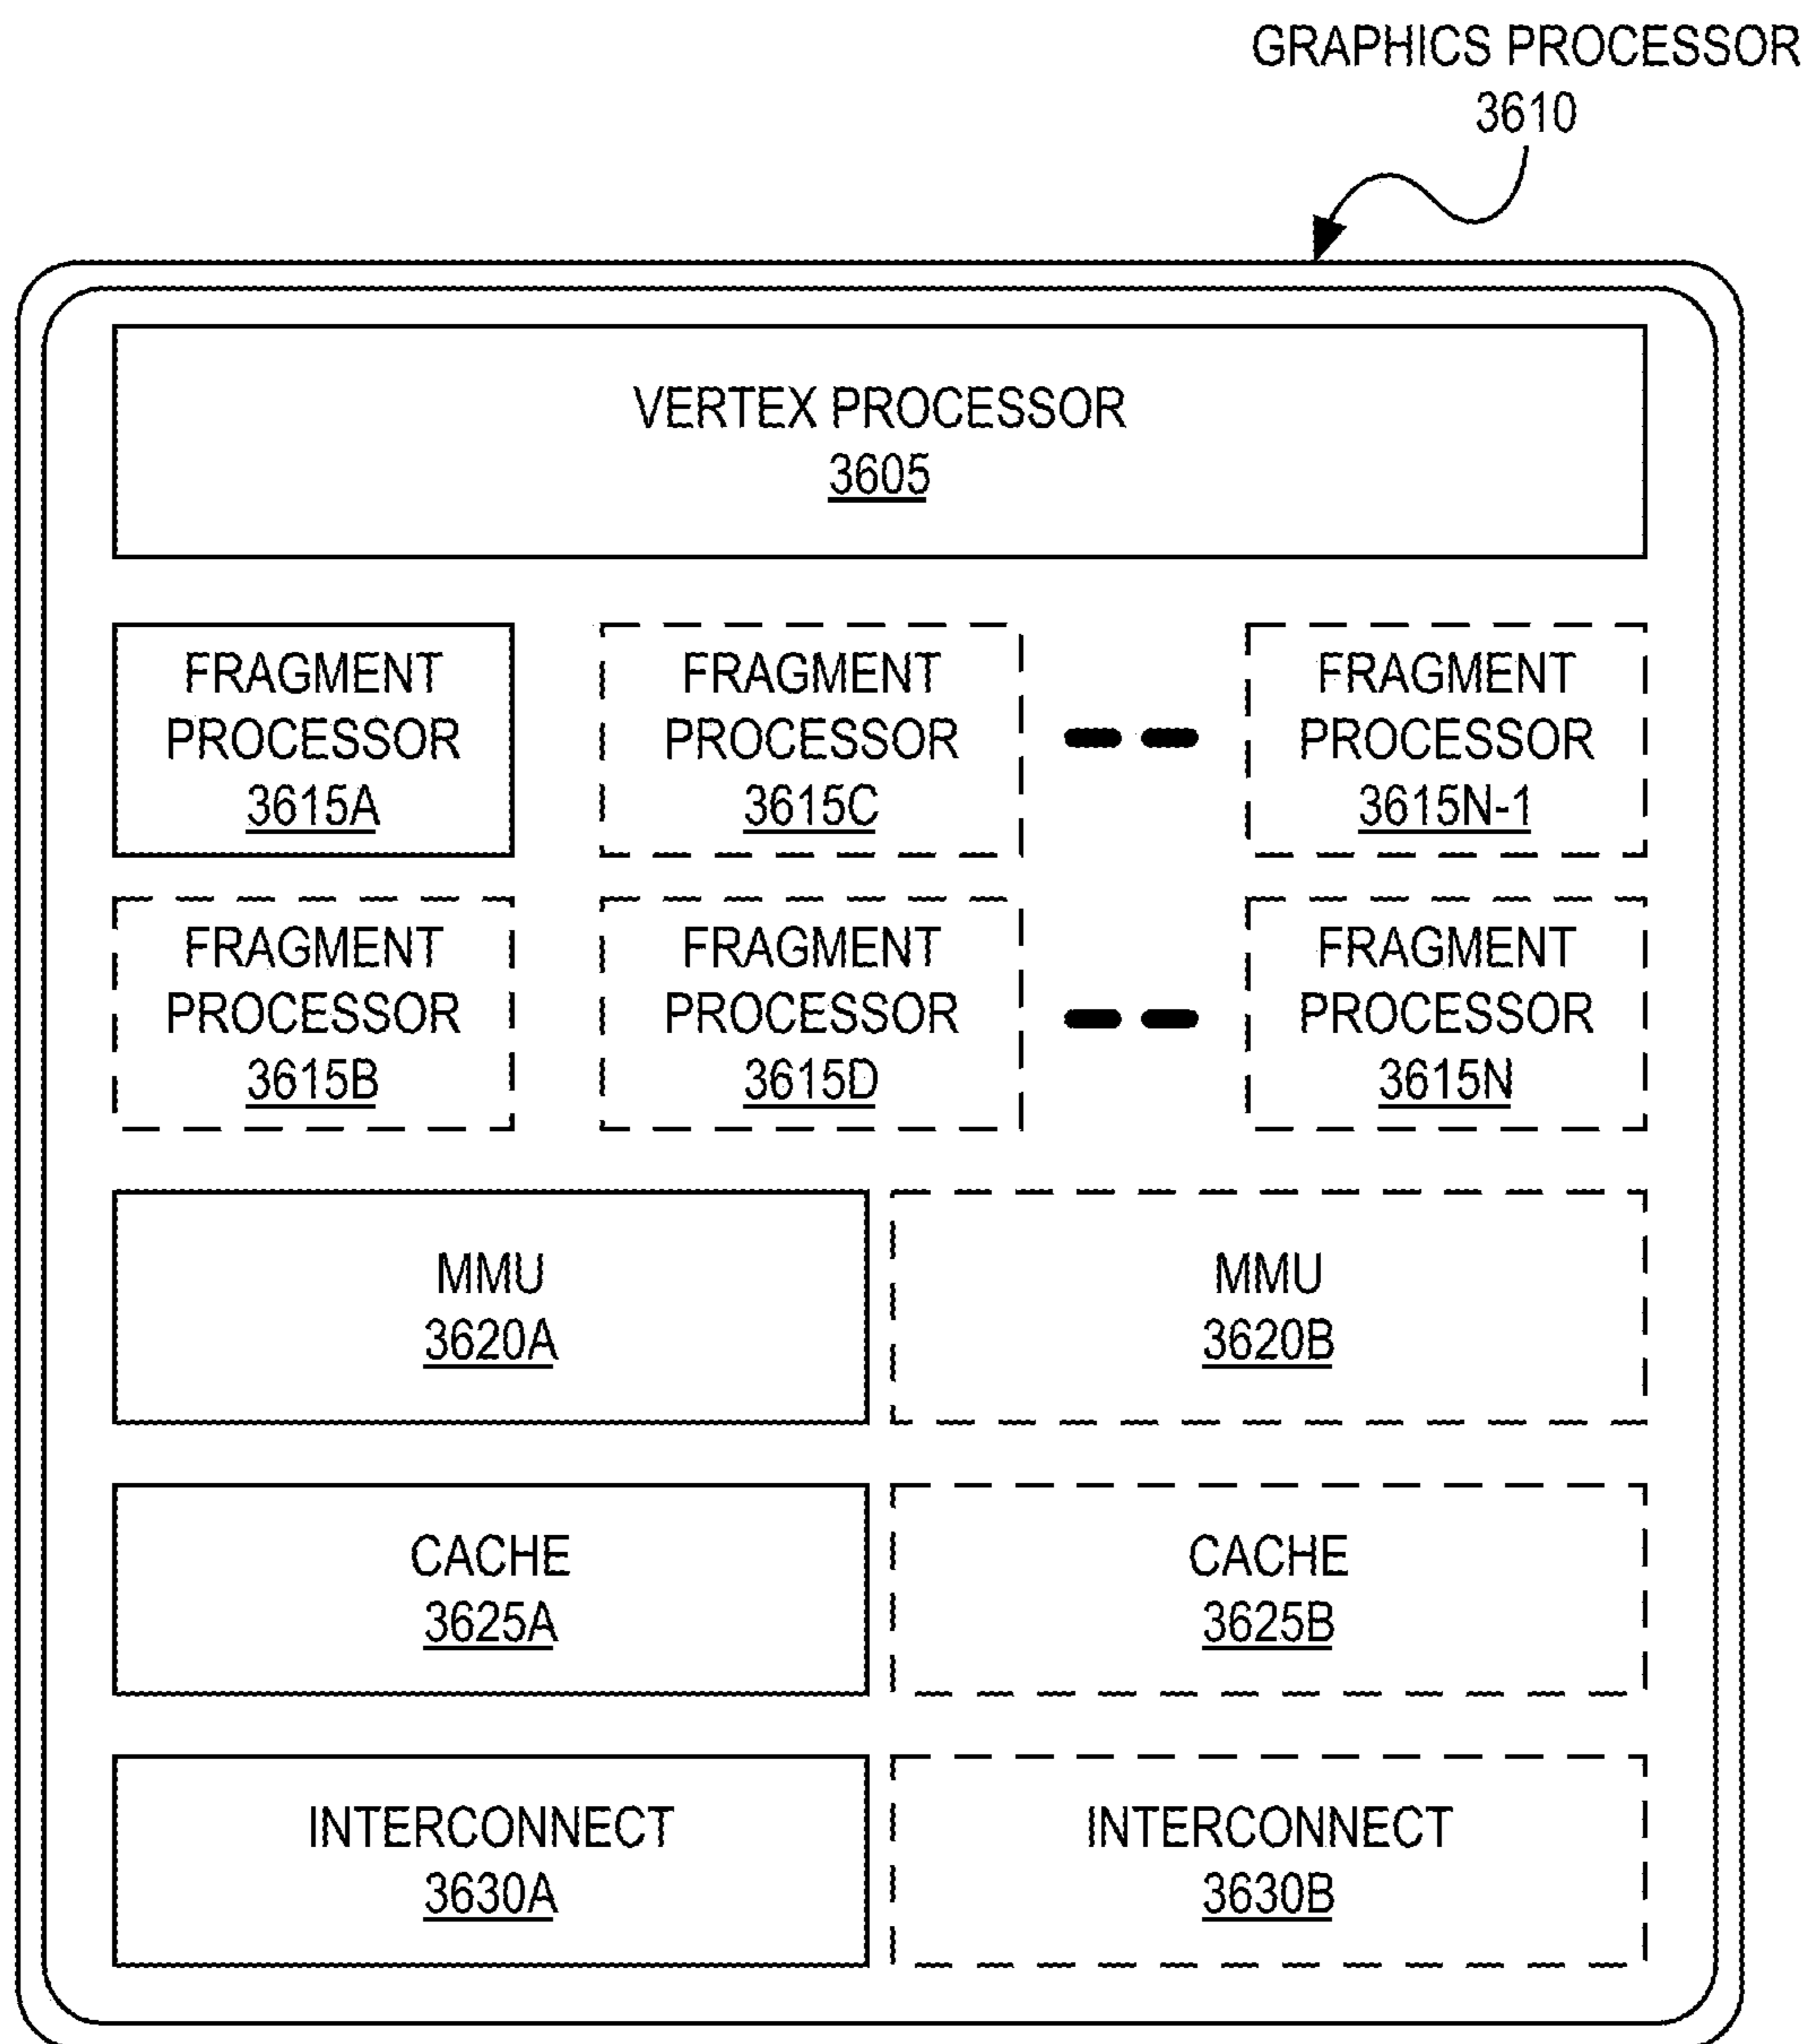 GRAPHICS PROCESSOR
3610
VERTEX PROCESSOR
3605
FRAGMENT
PROCESSOR
3615A
FRAGMENT
PROCESSOR
3615C
FRAGMENT
PROCESSOR
3615N-1
FRAGMENT
PROCESSOR
3615B
FRAGMENT
PROCESSOR
3615D
FRAGMENT
PROCESSOR
3615N
MMU
3620A
MMU
3620B
CACHE
3625A
CACHE
3625B
INTERCONNECT
3630A
INTERCONNECT
3630B